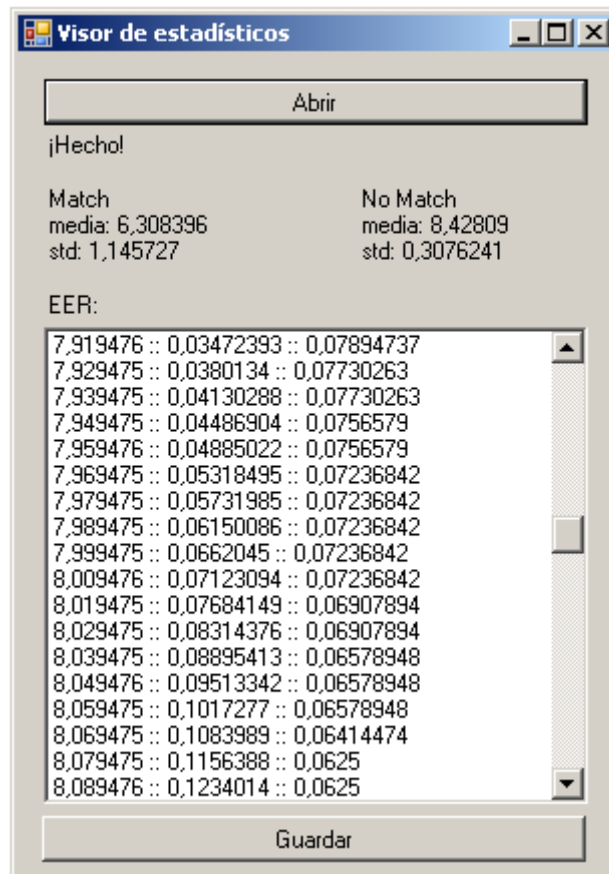 Visor de estadísticos
Abrir
¡Hecho!
Match
media: 6,308396
std: 1,145727
No Match
media: 8,42809
std: 0,3076241
EER:
7,919476 :: 0,03472393 :: 0,07894737
7,929475 :: 0,0380134 :: 0,07730263
7,939475 :: 0,04130288 :: 0,07730263
7,949475 :: 0,04486904 :: 0,0756579
7,959476 :: 0,04885022 :: 0,0756579
7,969475 :: 0,05318495 :: 0,07236842
7,979475 :: 0,05731985 :: 0,07236842
7,989475 :: 0,06150086 :: 0,07236842
7,999475 :: 0,0662045 :: 0,07236842
8,009476 :: 0,07123094 :: 0,07236842
8,019475 :: 0,07684149 :: 0,06907894
8,029475 :: 0,08314376 :: 0,06907894
8,039475 :: 0,08895413 :: 0,06578948
8,049476 :: 0,09513342 :: 0,06578948
8,059475 :: 0,1017277 :: 0,06578948
8,069475 :: 0,1083989 :: 0,06414474
8,079475 :: 0,1156388 :: 0,0625
8,089476 :: 0,1234014 :: 0,0625
Guardar